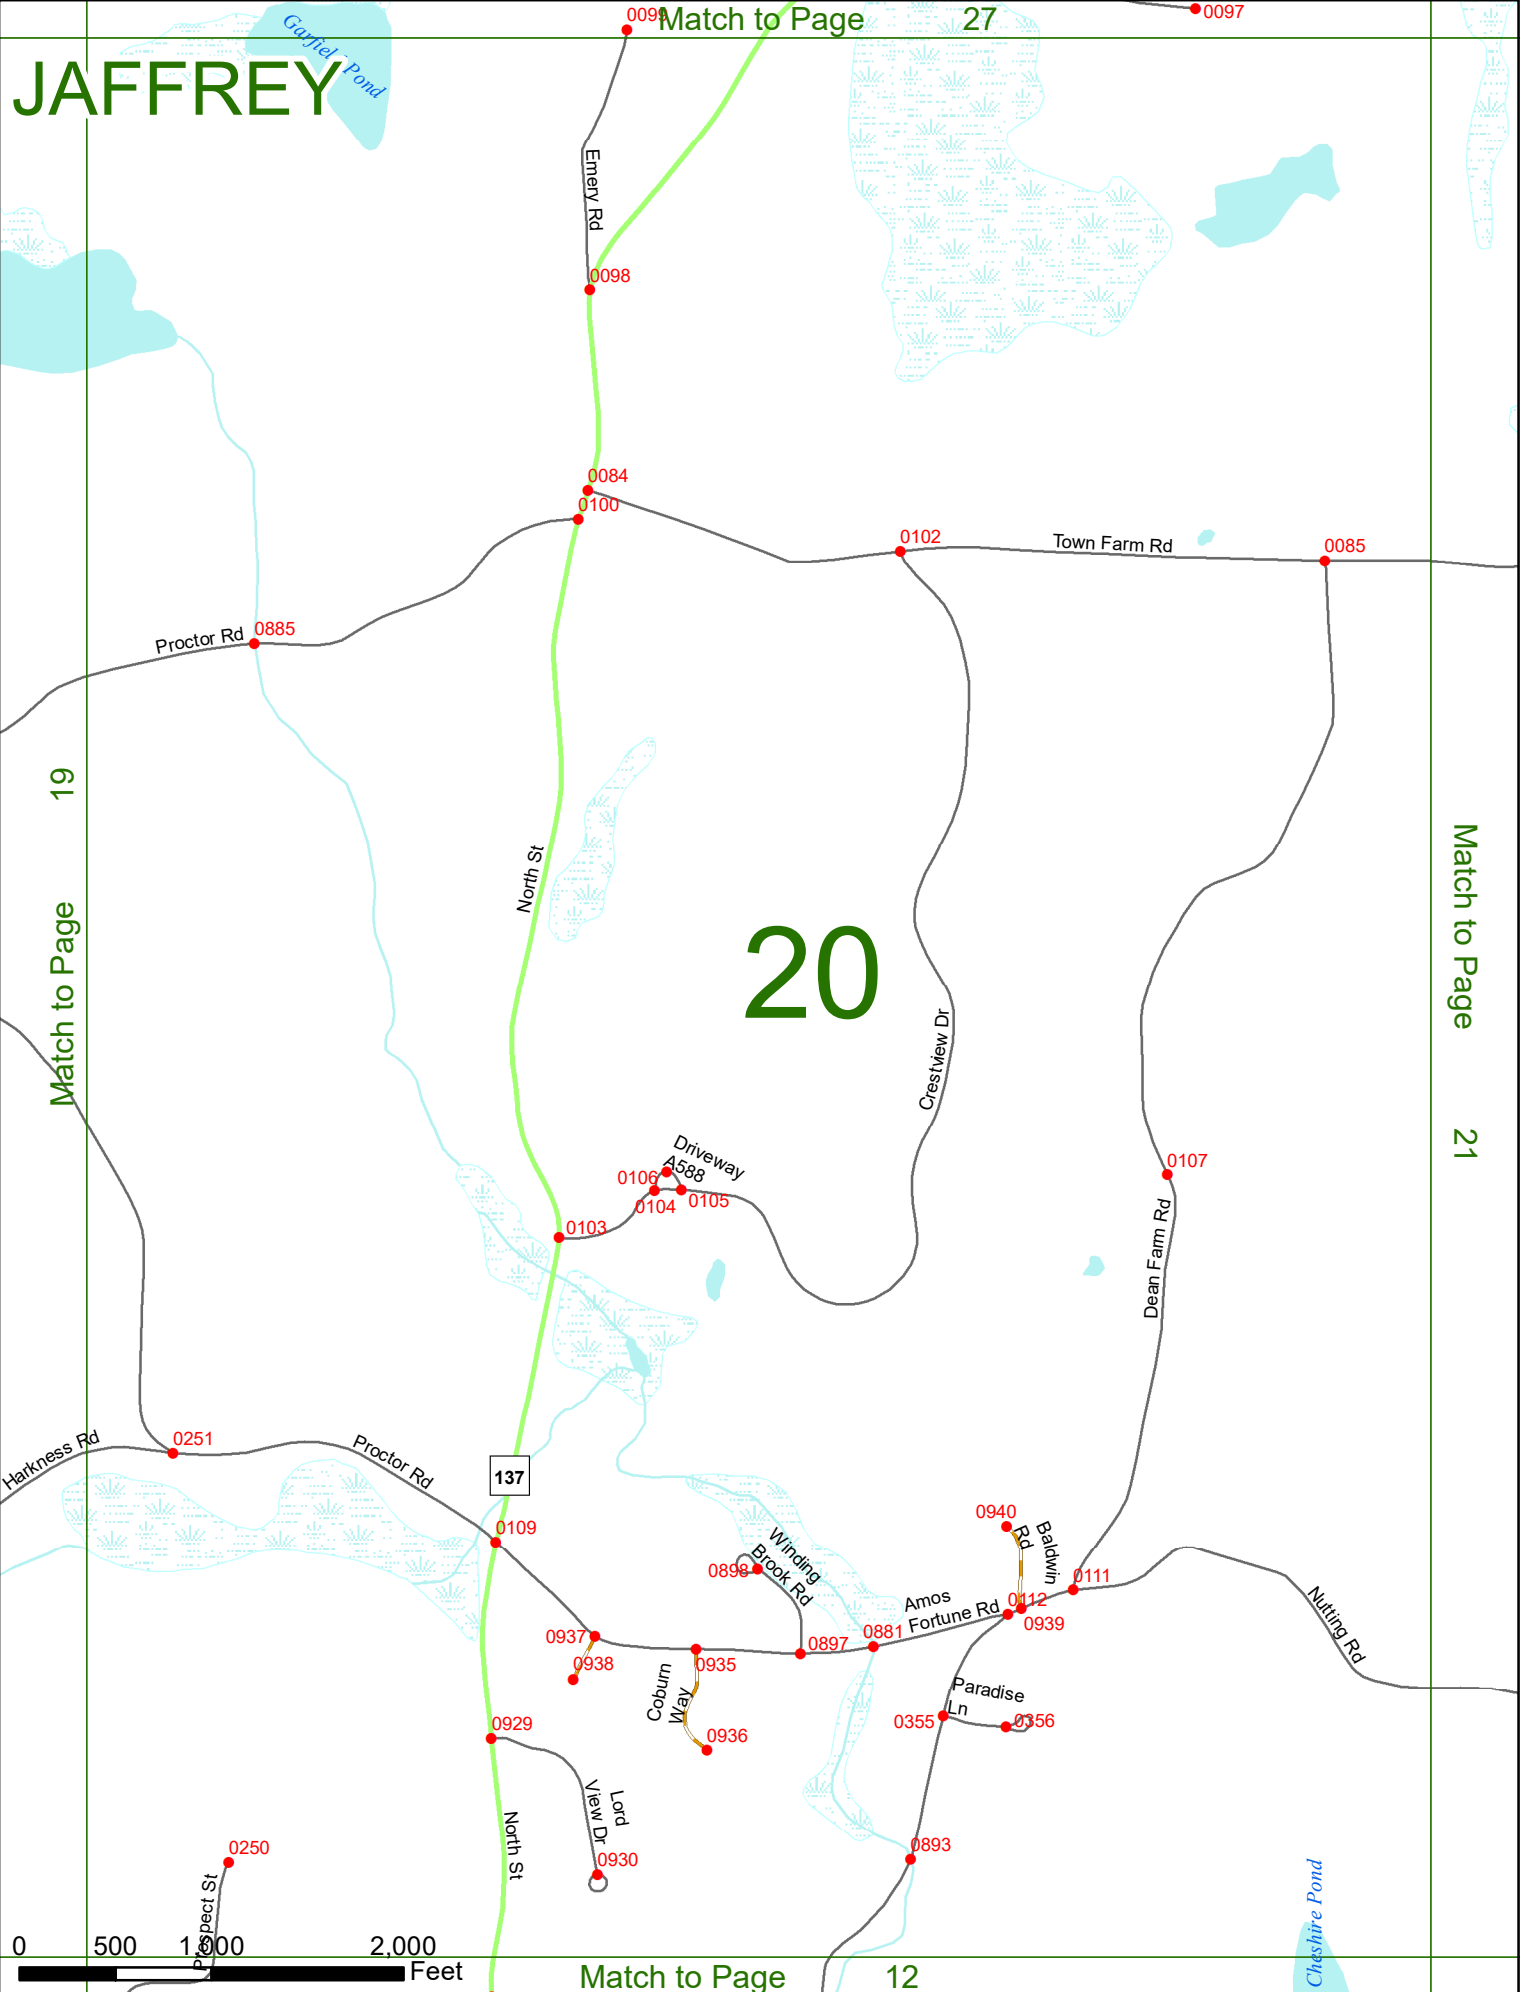 0099
Match to Page 27
0097
Garfiel Pond
JAFFREY
Emery Rd
0098
0084
0100
0102
Town Farm Rd
0085
Proctor Rd
0885
Match to Page 19
North St
20
Match to Page 21
Crestview Dr
Driveway
A588
0106
0104
0105
0107
0103
Dean Farm Rd
Harkness Rd
0251
Proctor Rd
137
0109
0940
Baldwin
Rd
Winding
Brook Rd
0898
0111
Amos
Fortune Rd
0112
0939
Nutting Rd
0937
0938
0935
0897
0881
Coburn
Way
Paradise
Ln
0355
0356
0929
0936
Lord
View Dr
North St
0893
0250
0930
Prospect St
Cheshire Pond
0 500 1,000 2,000
Feet
Match to Page 12